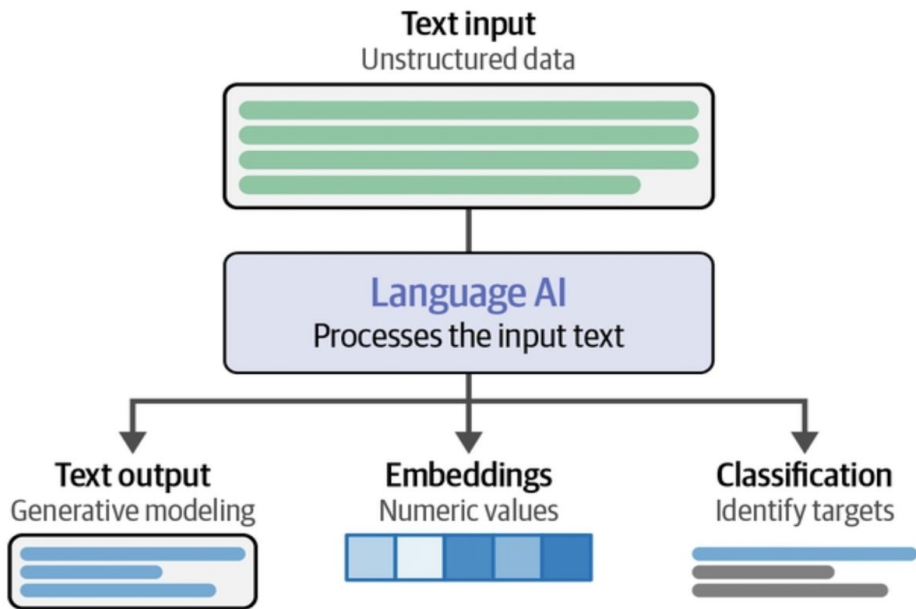 Text input
Unstructured data
Language AI
Processes the input text
Text output
Generative modeling
Embeddings
Numeric values
Classification
Identify targets